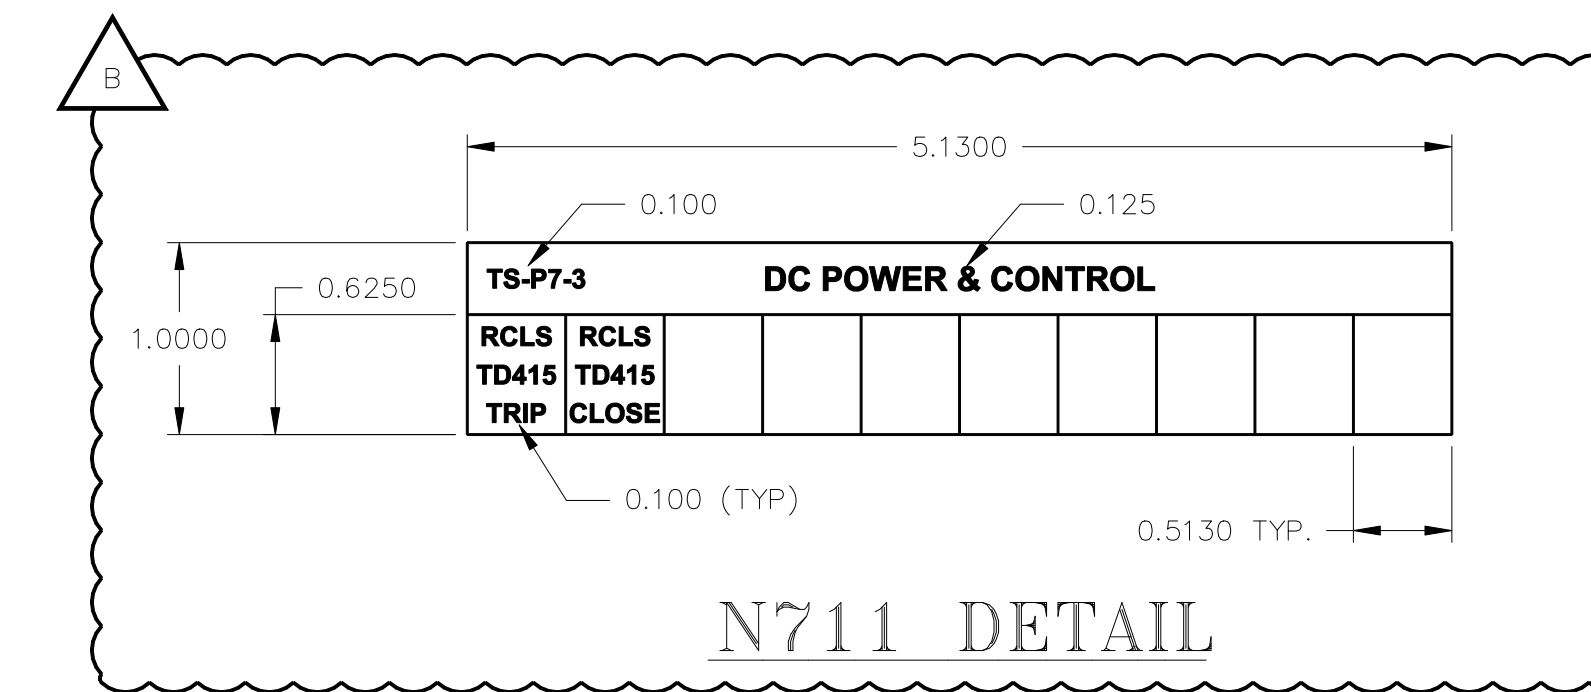 B
5.1300
0.100
0.125
TS-P7-3
DC POWER & CONTROL
0.6250
1.0000
RCLS
TD415
TRIP
RCLS
TD415
CLOSE
0.100 (TYP)
0.5130 TYP.
N711 DETAIL